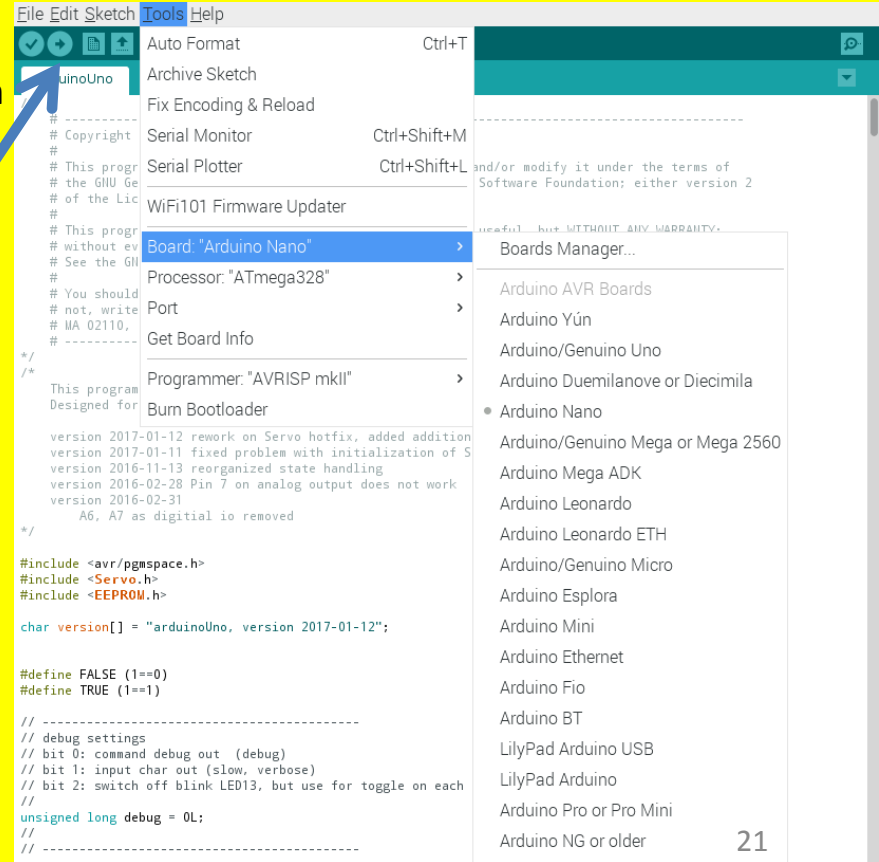 File Edit Sketch Tools Help
uinoUno
Auto Format Ctrl+T
Archive Sketch
Fix Encoding & Reload
Serial Monitor Ctrl+Shift+M
Serial Plotter Ctrl+Shift+L
WiFi101 Firmware Updater
Board: "Arduino Nano" >
Processor: "ATmega328" >
Port >
Get Board Info
Programmer: "AVRISP mkII" >
Burn Bootloader
Boards Manager...
Arduino AVR Boards
Arduino Yún
Arduino/Genuino Uno
Arduino Duemilanove or Diecimila
Arduino Nano
Arduino/Genuino Mega or Mega 2560
Arduino Mega ADK
Arduino Leonardo
Arduino Leonardo ETH
Arduino/Genuino Micro
Arduino Esplora
Arduino Mini
Arduino Ethernet
Arduino Fio
Arduino BT
LilyPad Arduino USB
LilyPad Arduino
Arduino Pro or Pro Mini
Arduino NG or older
# ----------
# Copyright
#
# This progr and/or modify it under the terms of
# the GNU Ge Software Foundation; either version 2
# of the Lic
#
# This progr useful, but WITHOUT ANY WARRANTY;
# without ev
# See the GN
#
# You should
# not, write
# MA 02110,
# ----------
*/
/*
This program
Designed for
version 2017-01-12 rework on Servo hotfix, added addition
version 2017-01-11 fixed problem with initialization of S
version 2016-11-13 reorganized state handling
version 2016-02-28 Pin 7 on analog output does not work
version 2016-02-31
A6, A7 as digitial io removed
*/
#include <avr/pgmspace.h>
#include <Servo.h>
#include <EEPROM.h>
char version[] = "arduinoUno, version 2017-01-12";
#define FALSE (1==0)
#define TRUE (1==1)
// ----------------------------------------
// debug settings
// bit 0: command debug out (debug)
// bit 1: input char out (slow, verbose)
// bit 2: switch off blink LED13, but use for toggle on each
//
unsigned long debug = 0L;
//
// ----------------------------------------
21